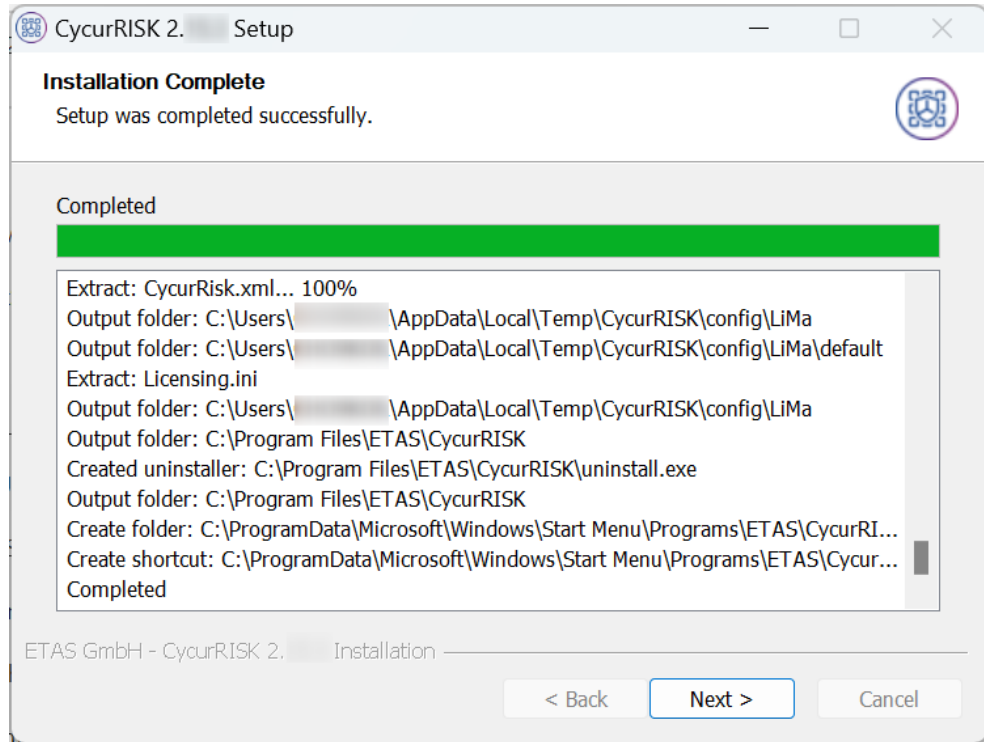 CycurRISK 2. Setup
Installation Complete
Setup was completed successfully.
Completed
Extract: CycurRisk.xml... 100%
Output folder: C:\Users\ \AppData\Local\Temp\CycurRISK\config\LiMa
Output folder: C:\Users\ \AppData\Local\Temp\CycurRISK\config\LiMa\default
Extract: Licensing.ini
Output folder: C:\Users\ \AppData\Local\Temp\CycurRISK\config\LiMa
Output folder: C:\Program Files\ETAS\CycurRISK
Created uninstaller: C:\Program Files\ETAS\CycurRISK\uninstall.exe
Output folder: C:\Program Files\ETAS\CycurRISK
Create folder: C:\ProgramData\Microsoft\Windows\Start Menu\Programs\ETAS\CycurRI...
Create shortcut: C:\ProgramData\Microsoft\Windows\Start Menu\Programs\ETAS\Cycur...
Completed
ETAS GmbH - CycurRISK 2. Installation
< Back Next > Cancel